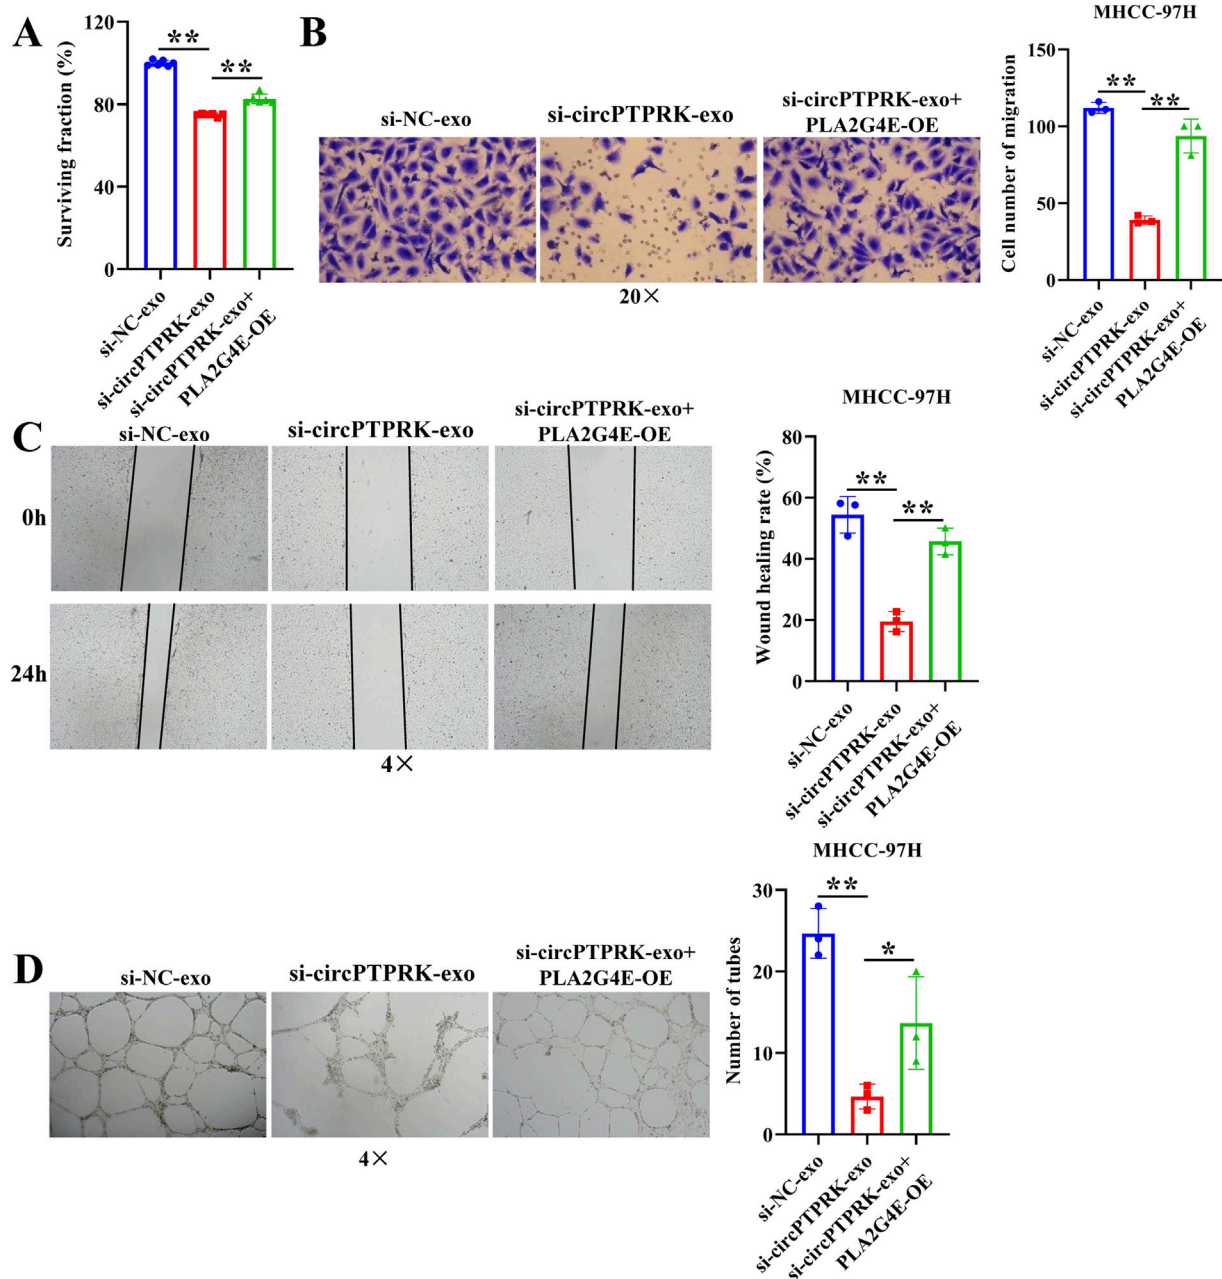 A
Surviving fraction (%)
120
80
40
0
**
**
si-NC-exo
si-circPTPRK-exo
si-circPTPRK-exo+
PLA2G4E-OE
B
si-NC-exo
si-circPTPRK-exo
si-circPTPRK-exo+
PLA2G4E-OE
20×
MHCC-97H
Cell number of migration
150
100
50
0
**
**
si-NC-exo
si-circPTPRK-exo
si-circPTPRK-exo+
PLA2G4E-OE
C
si-NC-exo
si-circPTPRK-exo
si-circPTPRK-exo+
PLA2G4E-OE
0h
24h
4×
MHCC-97H
Wound healing rate (%)
80
60
40
20
0
**
**
si-NC-exo
si-circPTPRK-exo
si-circPTPRK-exo+
PLA2G4E-OE
D
si-NC-exo
si-circPTPRK-exo
si-circPTPRK-exo+
PLA2G4E-OE
4×
MHCC-97H
Number of tubes
30
20
10
0
**
*
si-NC-exo
si-circPTPRK-exo
si-circPTPRK-exo+
PLA2G4E-OE